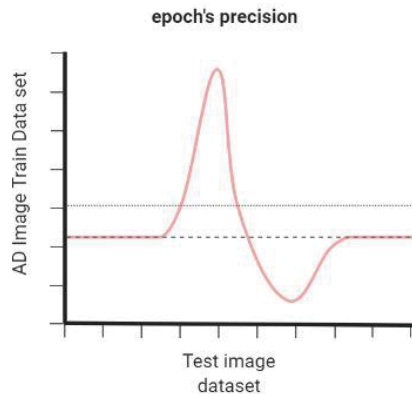 epoch's precision
AD Image Train Data set
Test image
dataset